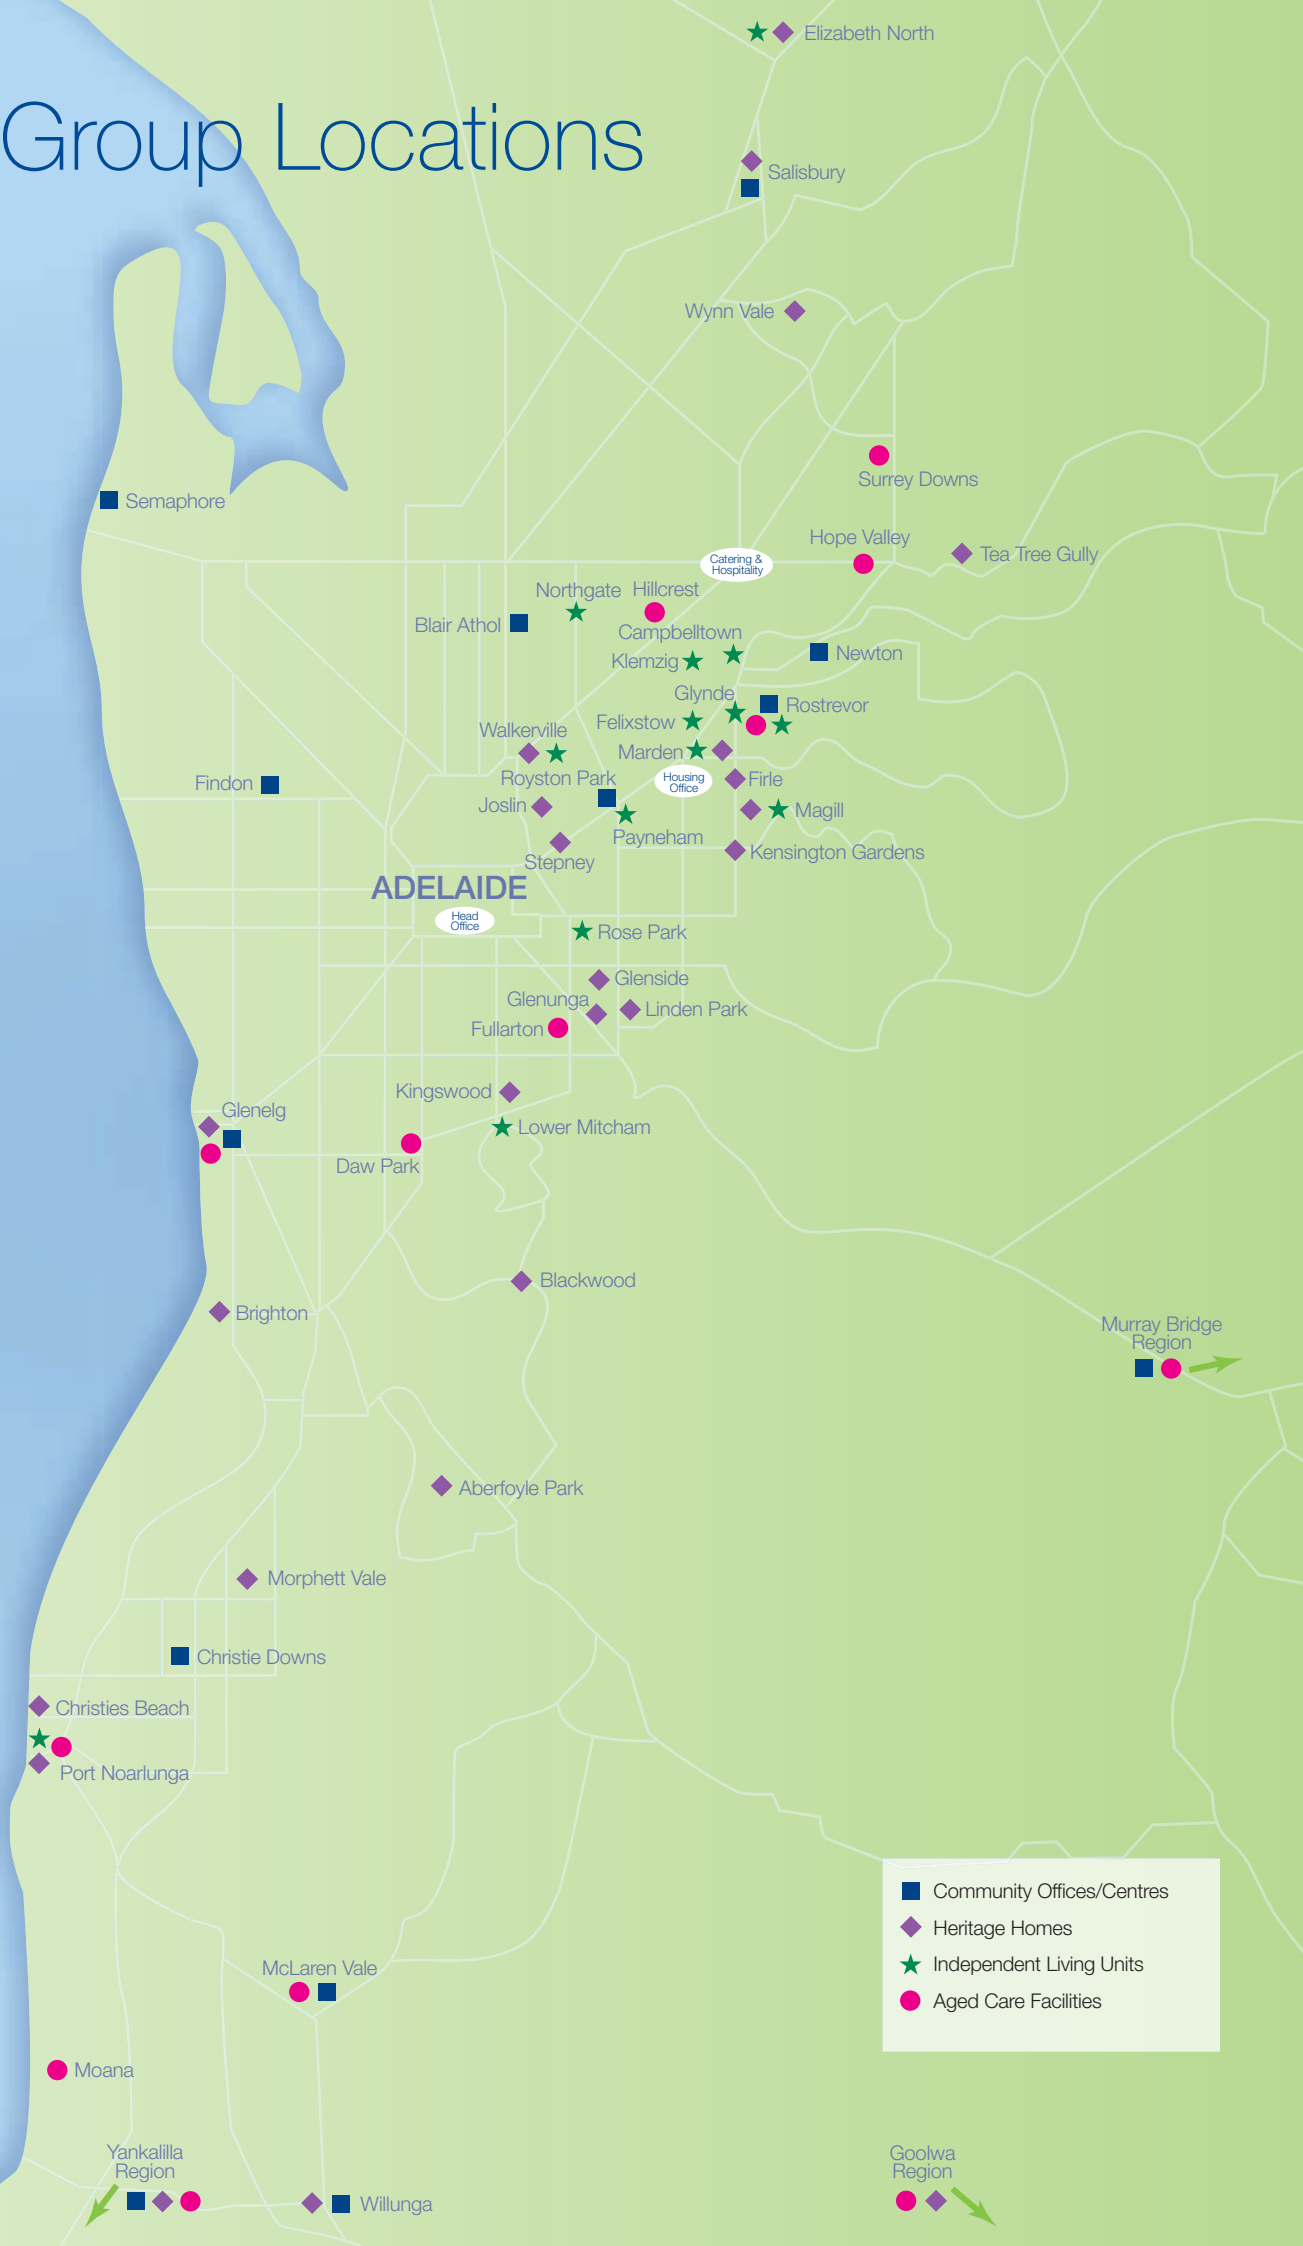 Elizabeth North
Group Locations
Salisbury
Wynn Vale
Surrey Downs
Semaphore
Hope Valley
Catering &
Hospitality
Tea Tree Gully
Northgate
Hillcrest
Blair Athol
Campbelltown
Klemzig
Newton
Glynde
Rostrevor
Felixstow
Walkerville
Marden
Royston Park
Housing
Office
Firle
Findon
Joslin
Magill
Payneham
Stepney
Kensington Gardens
ADELAIDE
Head
Office
Rose Park
Glenside
Glenunga
Linden Park
Fullarton
Kingswood
Glenelg
Lower Mitcham
Daw Park
Blackwood
Brighton
Murray Bridge
Region
Aberfoyle Park
Morphett Vale
Christie Downs
Christies Beach
Port Noarlunga
Community Offices/Centres
Heritage Homes
Independent Living Units
Aged Care Facilities
McLaren Vale
Moana
Yankalilla
Region
Goolwa
Region
Willunga